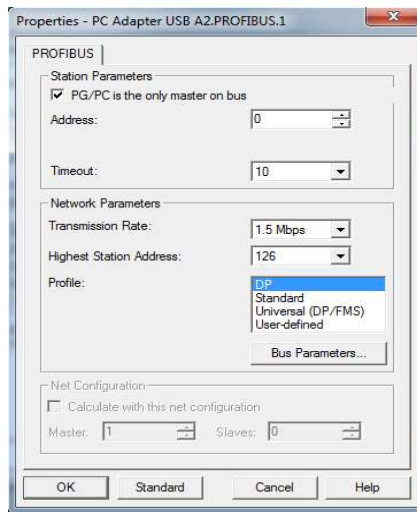 Properties - PC Adapter USB A2.PROFIBUS.1
PROFIBUS
Station Parameters
PG/PC is the only master on bus
Address: 0
Timeout: 10
Network Parameters
Transmission Rate: 1.5 Mbps
Highest Station Address: 126
Profile: DP
Standard
Universal (DP/FMS)
User-defined
Bus Parameters...
Net Configuration
Calculate with this net configuration
Master: 1 Slaves: 0
OK Standard Cancel Help